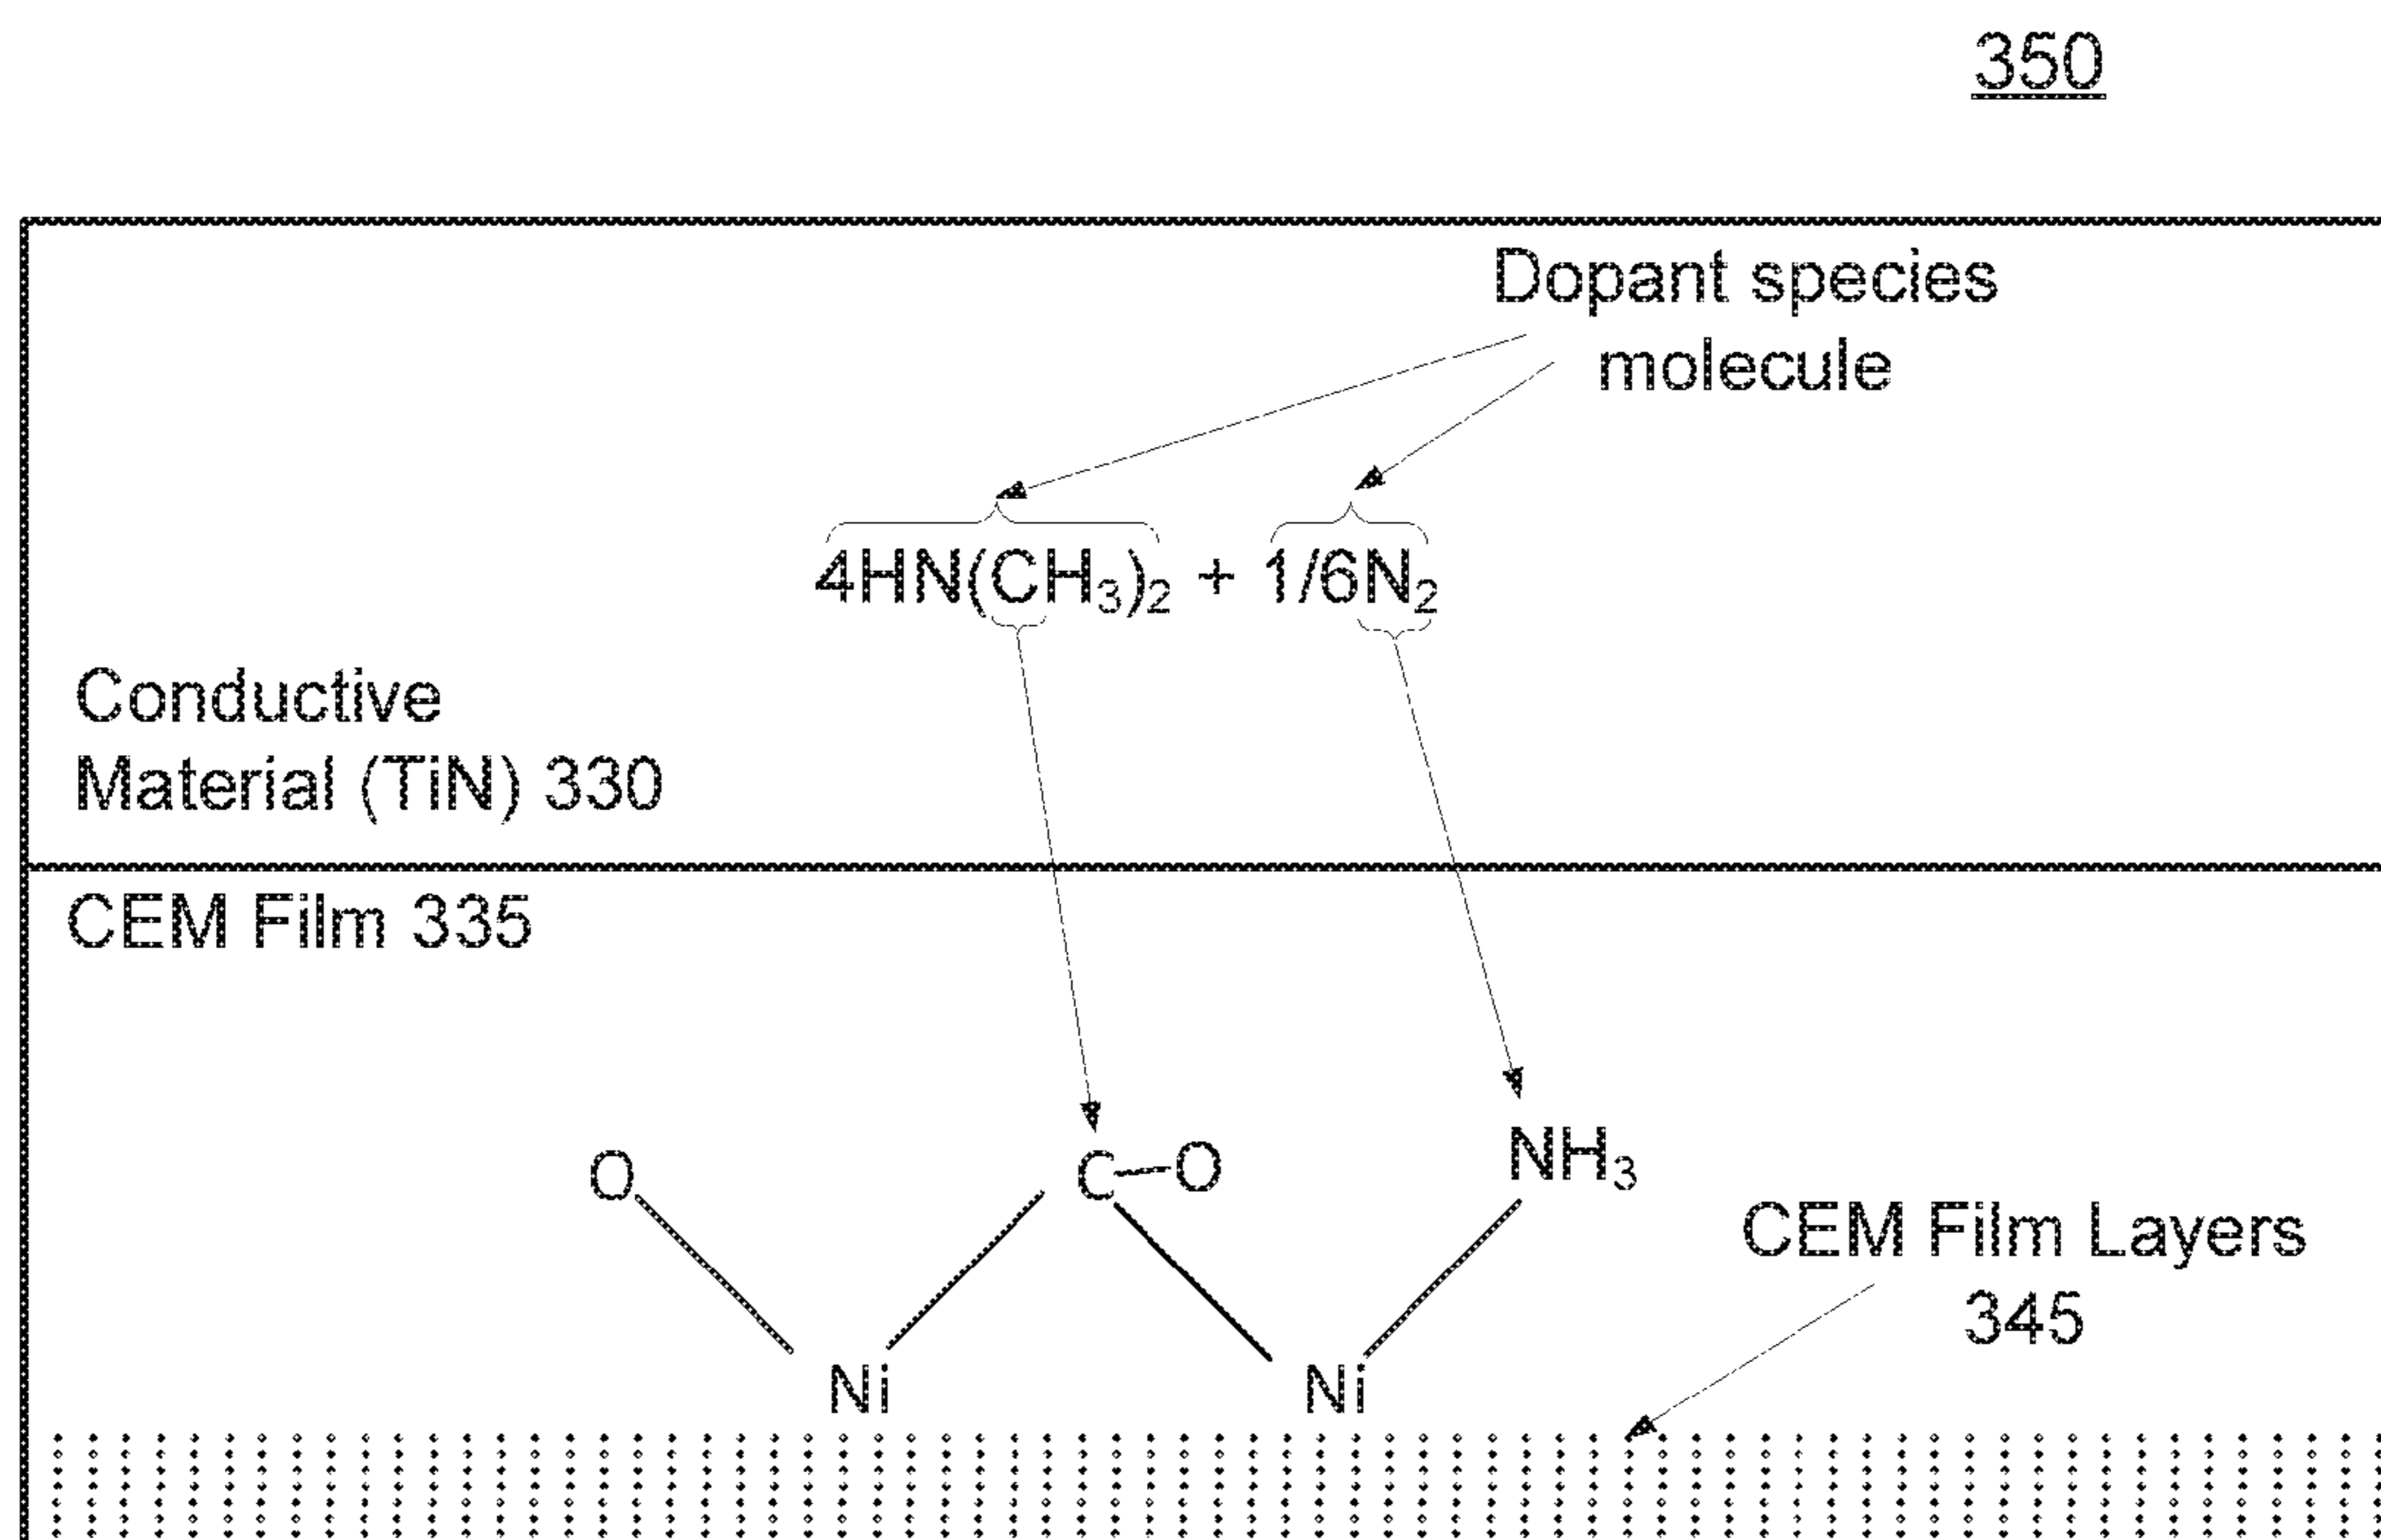 350
Dopant species
molecule
4HN(CH₃)₂ + 1/6N₂
Conductive
Material (TiN) 330
CEM Film 335
O
C
O
NH₃
CEM Film Layers
345
Ni
Ni